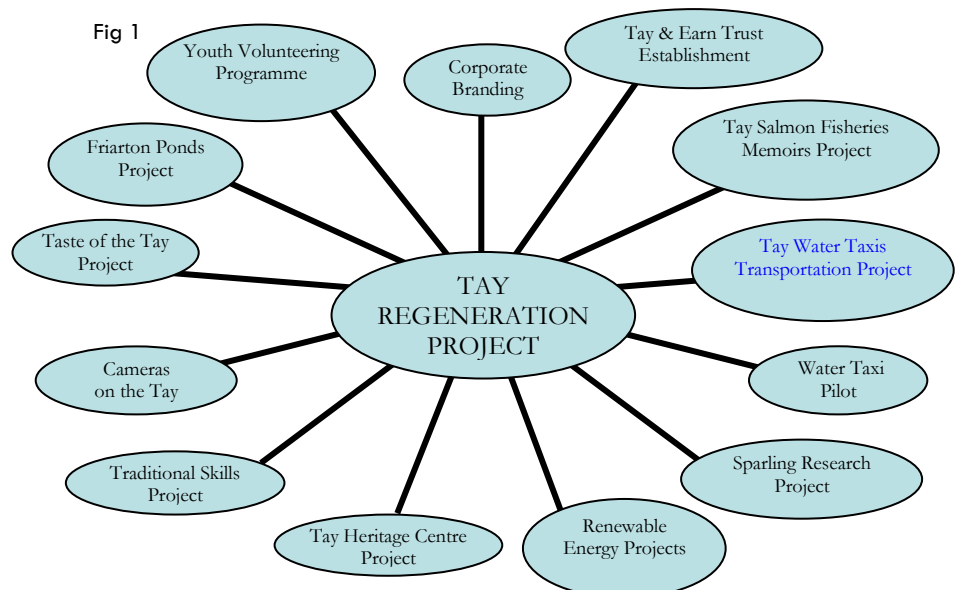 Fig 1
Youth Volunteering
Programme
Corporate
Branding
Tay & Earn Trust
Establishment
Tay Salmon Fisheries
Memoirs Project
Friarton Ponds
Project
Taste of the Tay
Project
Tay Water Taxis
Transportation Project
TAY
REGENERATION
PROJECT
Cameras
on the Tay
Water Taxi
Pilot
Traditional Skills
Project
Sparling Research
Project
Tay Heritage Centre
Project
Renewable
Energy Projects